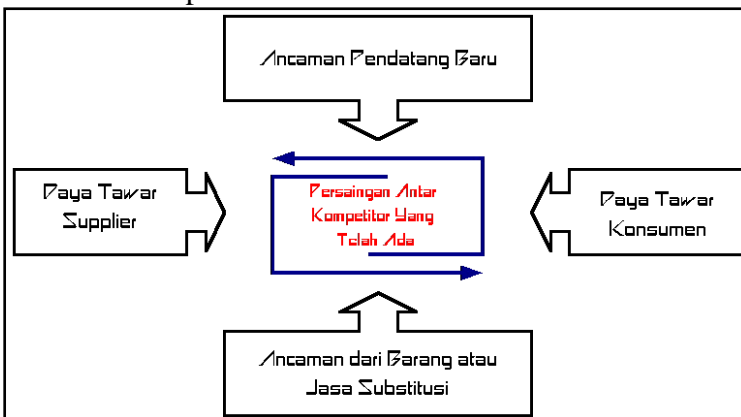 Ancaman Pendatang Baru
Daya Tawar
Supplier
Persaingan Antar
Kompetitor Yang
Telah Ada
Daya Tawar
Konsumen
Ancaman dari Barang atau
Jasa Substitusi